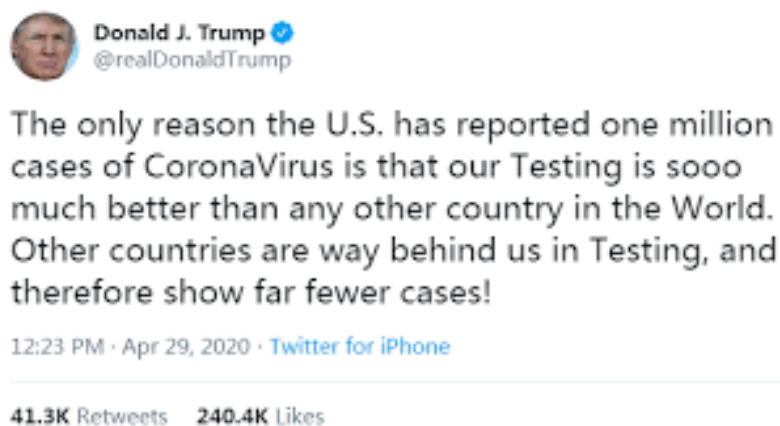 Donald J. Trump
@realDonaldTrump
The only reason the U.S. has reported one million
cases of CoronaVirus is that our Testing is sooo
much better than any other country in the World.
Other countries are way behind us in Testing, and
therefore show far fewer cases!
12:23 PM · Apr 29, 2020 · Twitter for iPhone
41.3K Retweets 240.4K Likes